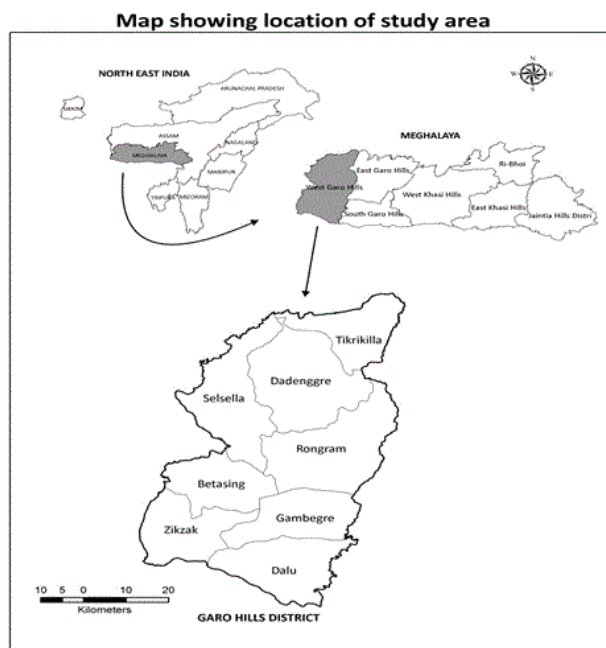 Map showing location of study area
NORTH EAST INDIA
N
W E
S
ARUNACHAL PRADESH
SIKKIM
ASSAM
NAGALAND
MEGHALAYA
MANIPUR
TRIPURA
MIZORAM
MEGHALAYA
Ri-Bhoi
East Garo Hills
West Garo Hills
West Khasi Hills
South Garo Hills
East Khasi Hills
Jaintia Hills Distri
Tikrikilla
Dadenggre
Selsella
Rongram
Betasing
Gambegre
Zikzak
Dalu
10 5 0 10 20
Kilometers
GARO HILLS DISTRICT